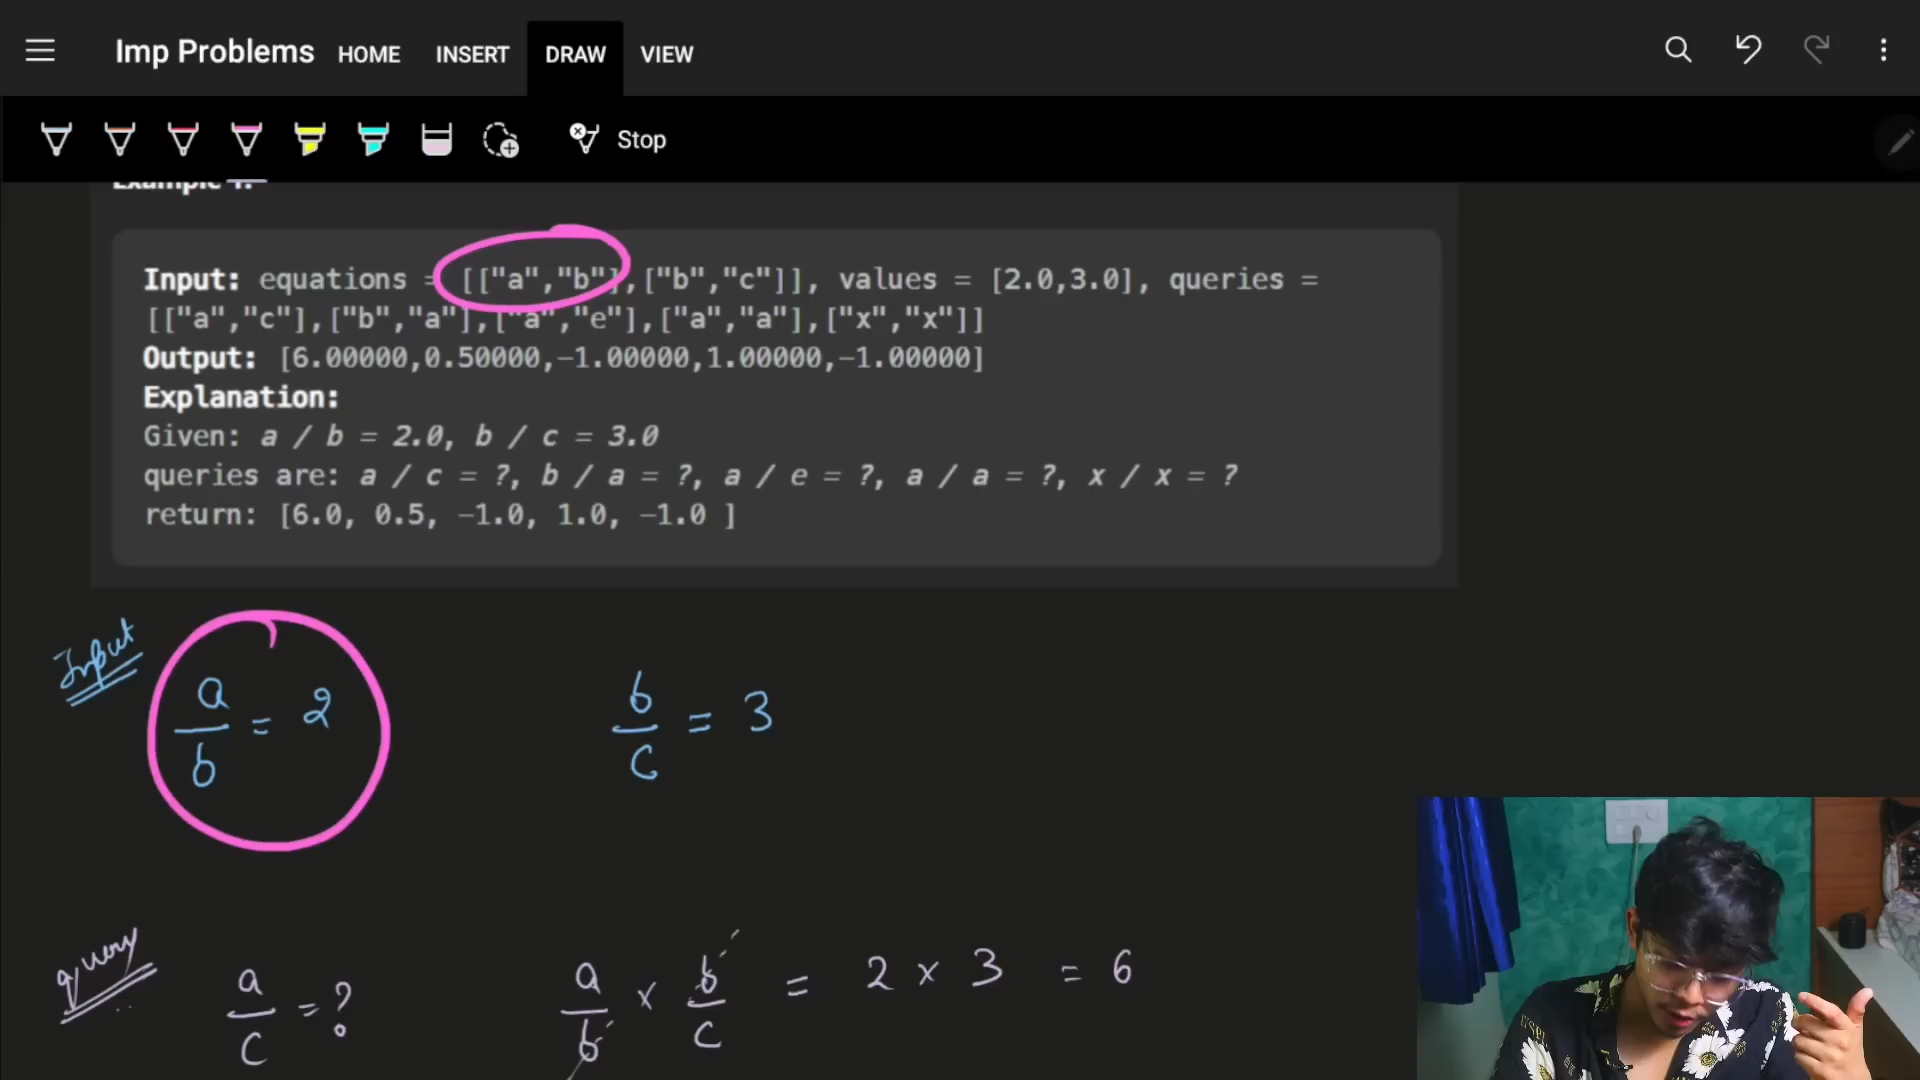 Imp Problems HOME INSERT DRAW VIEW
Stop
Example 1:
Input: equations = [["a","b"],["b","c"]], values = [2.0,3.0], queries =
[["a","c"],["b","a"],["a","e"],["a","a"],["x","x"]]
Output: [6.00000,0.50000,-1.00000,1.00000,-1.00000]
Explanation:
Given: a / b = 2.0, b / c = 3.0
queries are: a / c = ?, b / a = ?, a / e = ?, a / a = ?, x / x = ?
return: [6.0, 0.5, -1.0, 1.0, -1.0 ]
Input
a/b = 2 b/c = 3
query
a/c = ? a/b x b/c = 2 x 3 = 6